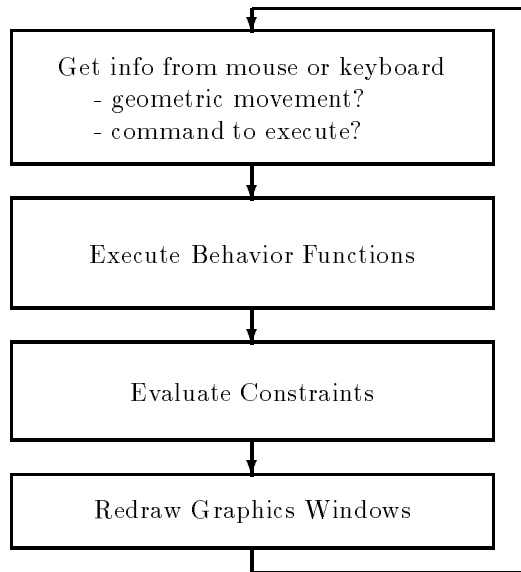 Get info from mouse or keyboard
- geometric movement?
- command to execute?
Execute Behavior Functions
Evaluate Constraints
Redraw Graphics Windows